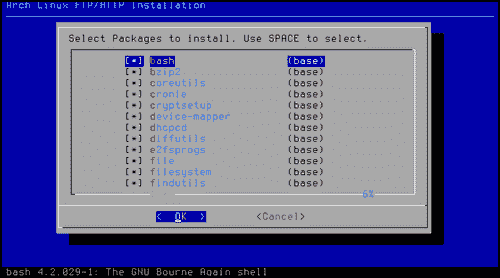 Arch Linux FTP/HTTP Installation
Select Packages to install. Use SPACE to select.
[*] bash (base)
[*] bzip2 (base)
[*] coreutils (base)
[*] cronie (base)
[*] cryptsetup (base)
[*] device-mapper (base)
[*] dhcpcd (base)
[*] diffutils (base)
[*] e2fsprogs (base)
[*] file (base)
[*] filesystem (base)
[*] findutils (base)
6%
< OK > <Cancel>
bash 4.2.029-1: The GNU Bourne Again shell